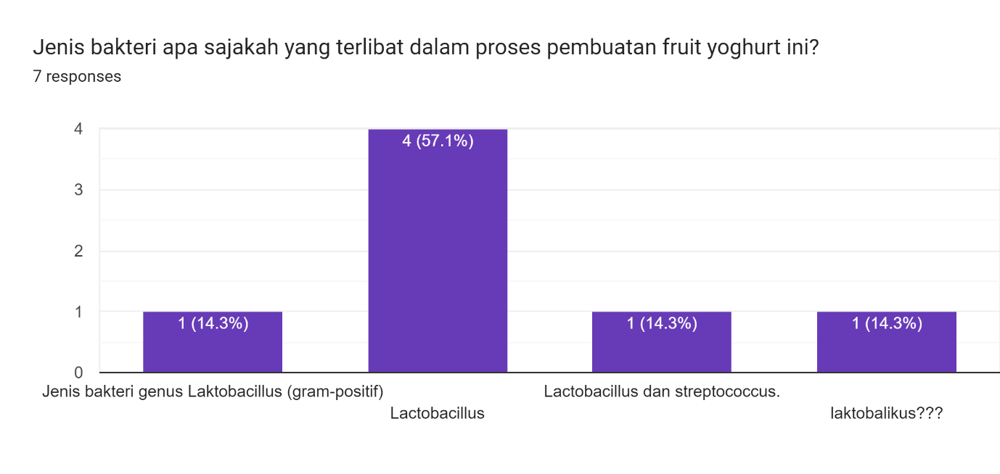 Jenis bakteri apa sajakah yang terlibat dalam proses pembuatan fruit yoghurt ini?
7 responses
4
4 (57.1%)
3
2
1
1 (14.3%)
1 (14.3%)
1 (14.3%)
0
Jenis bakteri genus Laktobacillus (gram-positif)
Lactobacillus dan streptococcus.
Lactobacillus
laktobalikus???